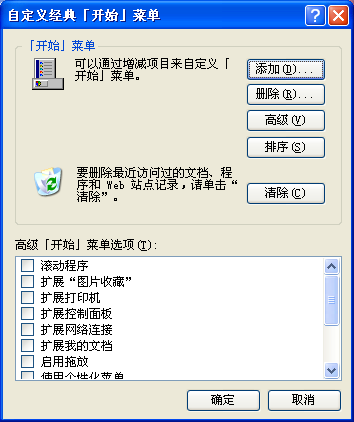 自定义经典「开始」菜单
「开始」菜单
可以通过增减项目来自定义「
开始」菜单。
添加(D)...
删除(R)...
高级(V)
排序(S)
要删除最近访问过的文档、程
序和 Web 站点记录,请单击“
清除”。
清除(C)
高级「开始」菜单选项(T):
滚动程序
扩展“图片收藏”
扩展打印机
扩展控制面板
扩展网络连接
扩展我的文档
启用拖放
使用个性化菜单
确定
取消